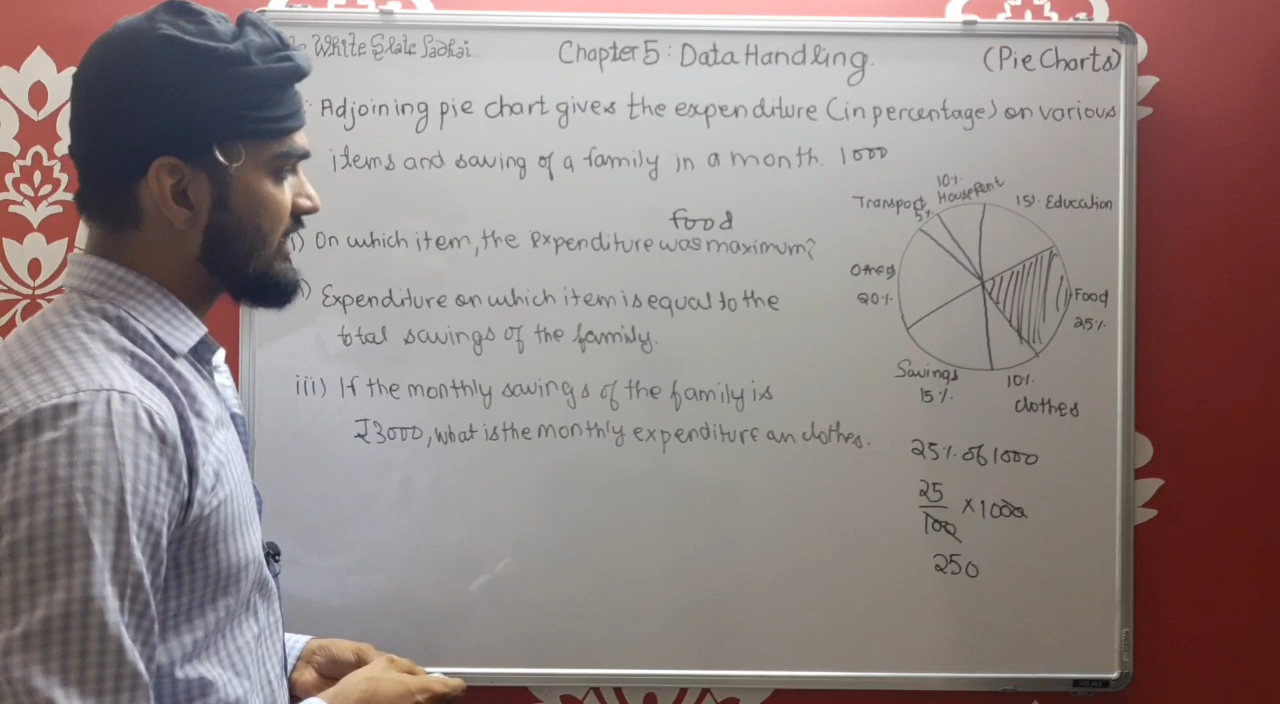 White Slate Padhai
Chapter 5 : Data Handling.
(Pie Charts)
Adjoining pie chart gives the expenditure (in percentage) on various
items and saving of a family in a month. 1000
food
i) On which item, the expenditure was maximum?
) Expenditure on which item is equal to the
total savings of the family.
iii) If the monthly savings of the family is
₹3000, what is the monthly expenditure on clothes.
10%
House Rent
15% Education
Transport
5%
Others
20%
Food
25%
Savings
15%
10%
clothes
25% of 1000
25
100
× 1000
250